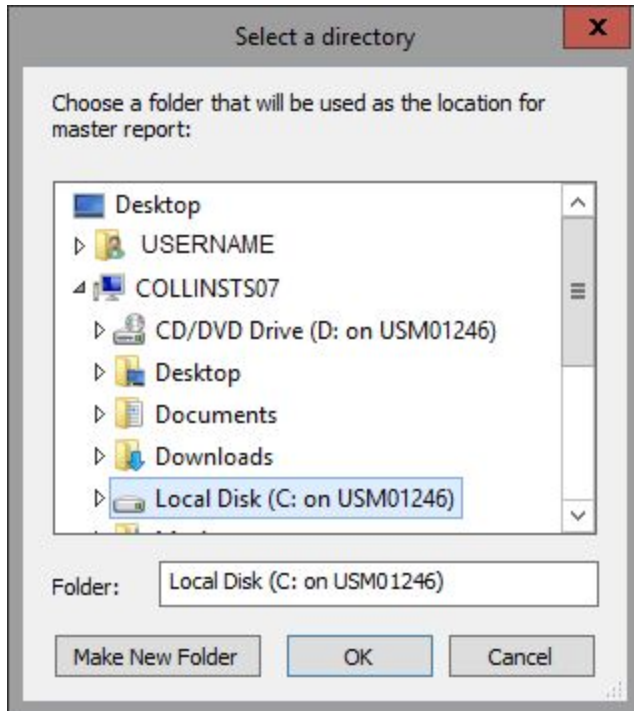 Select a directory
x
Choose a folder that will be used as the location for
master report:
Desktop
USERNAME
COLLINSTS07
CD/DVD Drive (D: on USM01246)
Desktop
Documents
Downloads
Local Disk (C: on USM01246)
Folder:
Local Disk (C: on USM01246)
Make New Folder
OK
Cancel